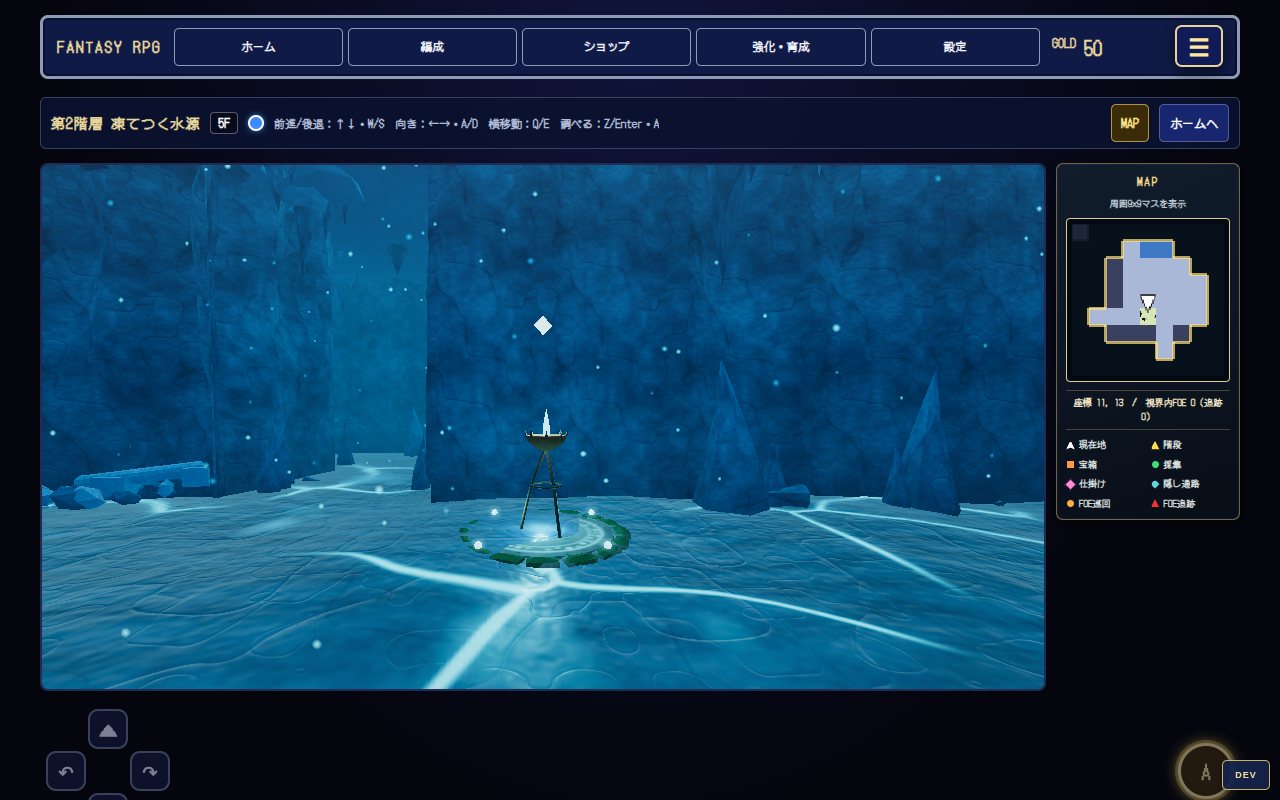 FANTASY RPG ホーム 編成 ショップ 強化・育成 設定 GOLD 50
第2階層 凍てつく水源 5F 前進/後退：↑↓・W/S 向き：←→・A/D 横移動：Q/E 調べる：Z/Enter・A MAP ホームへ
MAP
周囲9x9マスを表示
座標 11, 13 / 視界内FOE 0（追跡
0）
現在地 階段
宝箱 採集
仕掛け 隠し通路
FOE巡回 FOE追跡
A
DEV